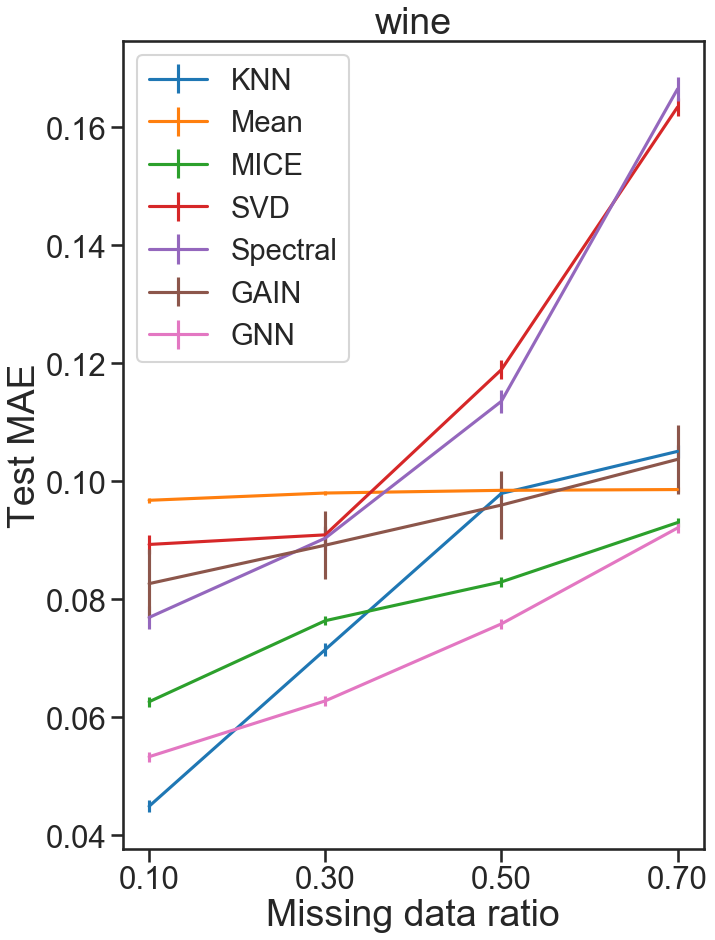 wine
KNN
Mean
MICE
SVD
Spectral
GAIN
GNN
Test MAE
0.16
0.14
0.12
0.10
0.08
0.06
0.04
0.10 0.30 0.50 0.70
Missing data ratio